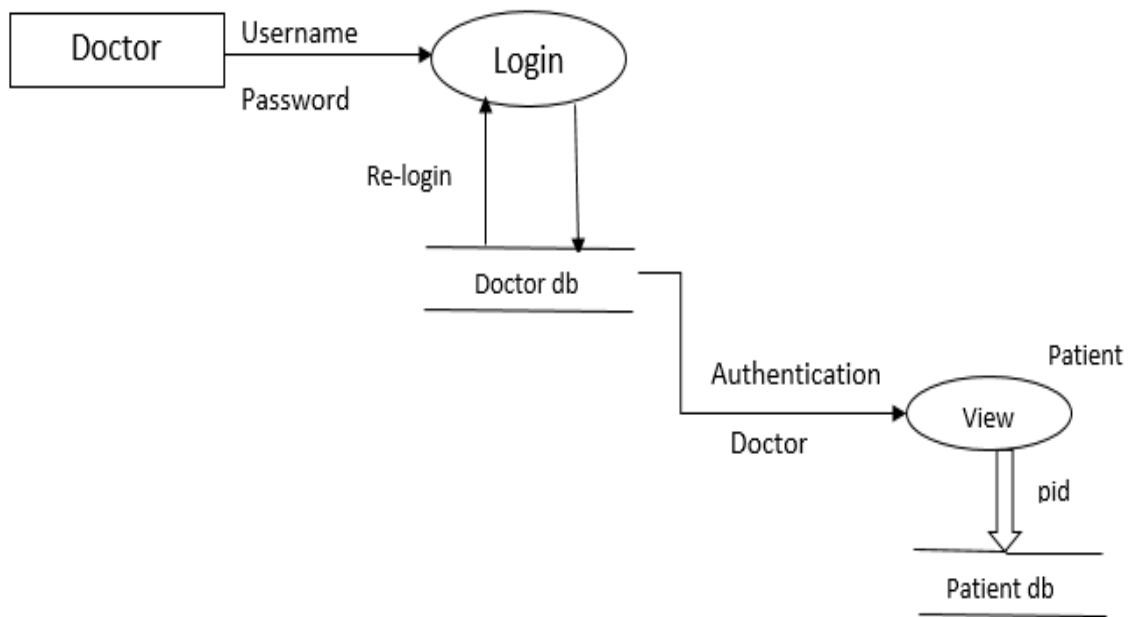 Doctor
Username
Password
Login
Re-login
Doctor db
Authentication
Doctor
Patient
View
pid
Patient db